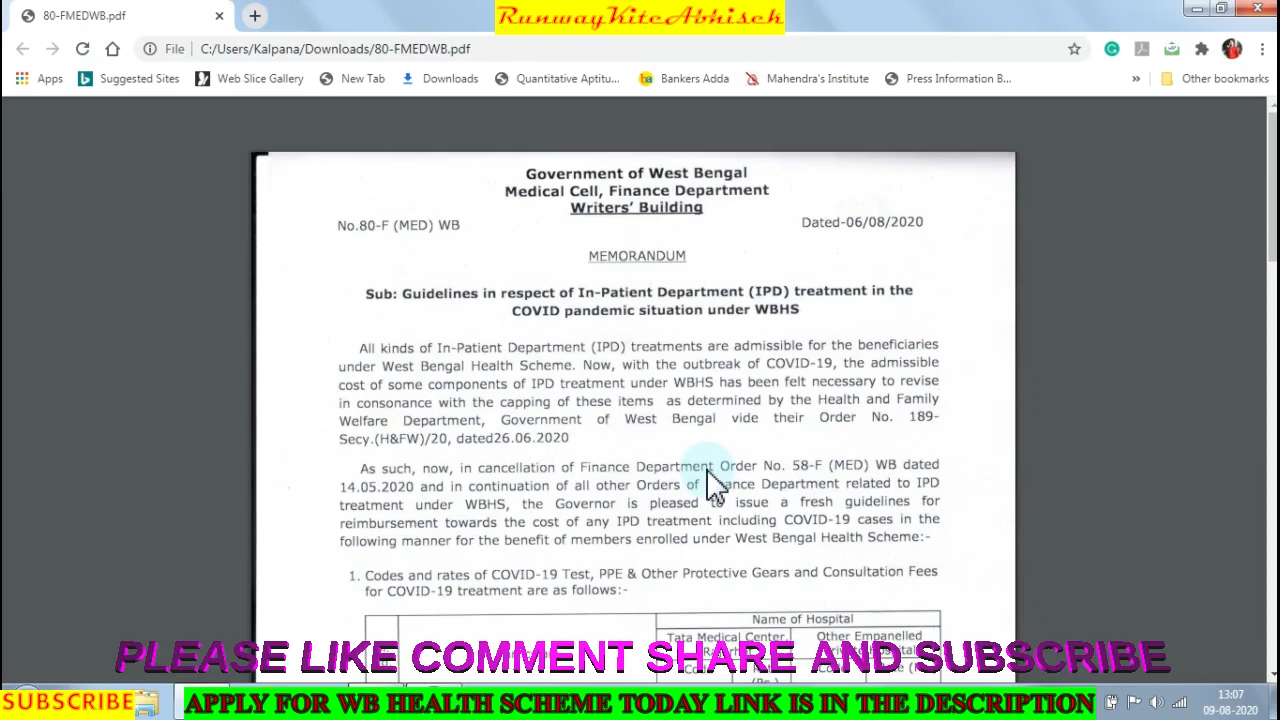 80-FMEDWB.pdf
RunwayKiteAbhisek
File C:/Users/Kalpana/Downloads/80-FMEDWB.pdf
Apps Suggested Sites Web Slice Gallery New Tab Downloads Quantitative Aptitu... Bankers Adda Mahendra's Institute Press Information B... » Other bookmarks
Government of West Bengal
Medical Cell, Finance Department
Writers' Building
No.80-F (MED) WB Dated-06/08/2020
MEMORANDUM
Sub: Guidelines in respect of In-Patient Department (IPD) treatment in the
COVID pandemic situation under WBHS
All kinds of In-Patient Department (IPD) treatments are admissible for the beneficiaries
under West Bengal Health Scheme. Now, with the outbreak of COVID-19, the admissible
cost of some components of IPD treatment under WBHS has been felt necessary to revise
in consonance with the capping of these items as determined by the Health and Family
Welfare Department, Government of West Bengal vide their Order No. 189-
Secy.(H&FW)/20, dated26.06.2020
As such, now, in cancellation of Finance Department Order No. 58-F (MED) WB dated
14.05.2020 and in continuation of all other Orders of Finance Department related to IPD
treatment under WBHS, the Governor is pleased to issue a fresh guidelines for
reimbursement towards the cost of any IPD treatment including COVID-19 cases in the
following manner for the benefit of members enrolled under West Bengal Health Scheme:-
1. Codes and rates of COVID-19 Test, PPE & Other Protective Gears and Consultation Fees
for COVID-19 treatment are as follows:-
Name of Hospital
Tata Medical Center, Other Empanelled
PLEASE LIKE COMMENT SHARE AND SUBSCRIBE
(Rs.)
SUBSCRIBE APPLY FOR WB HEALTH SCHEME TODAY LINK IS IN THE DESCRIPTION
13:07
09-08-2020